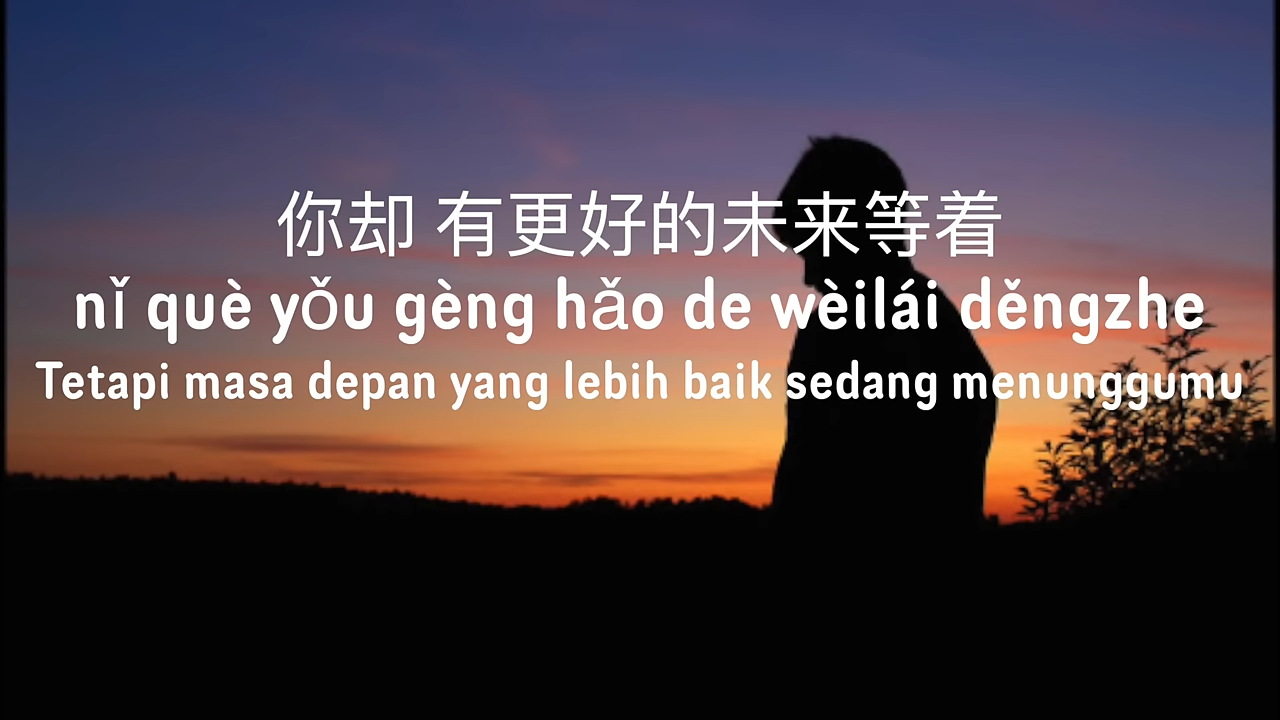 你却 有更好的未来等着
nǐ què yǒu gèng hǎo de wèilái děngzhe
Tetapi masa depan yang lebih baik sedang menunggumu